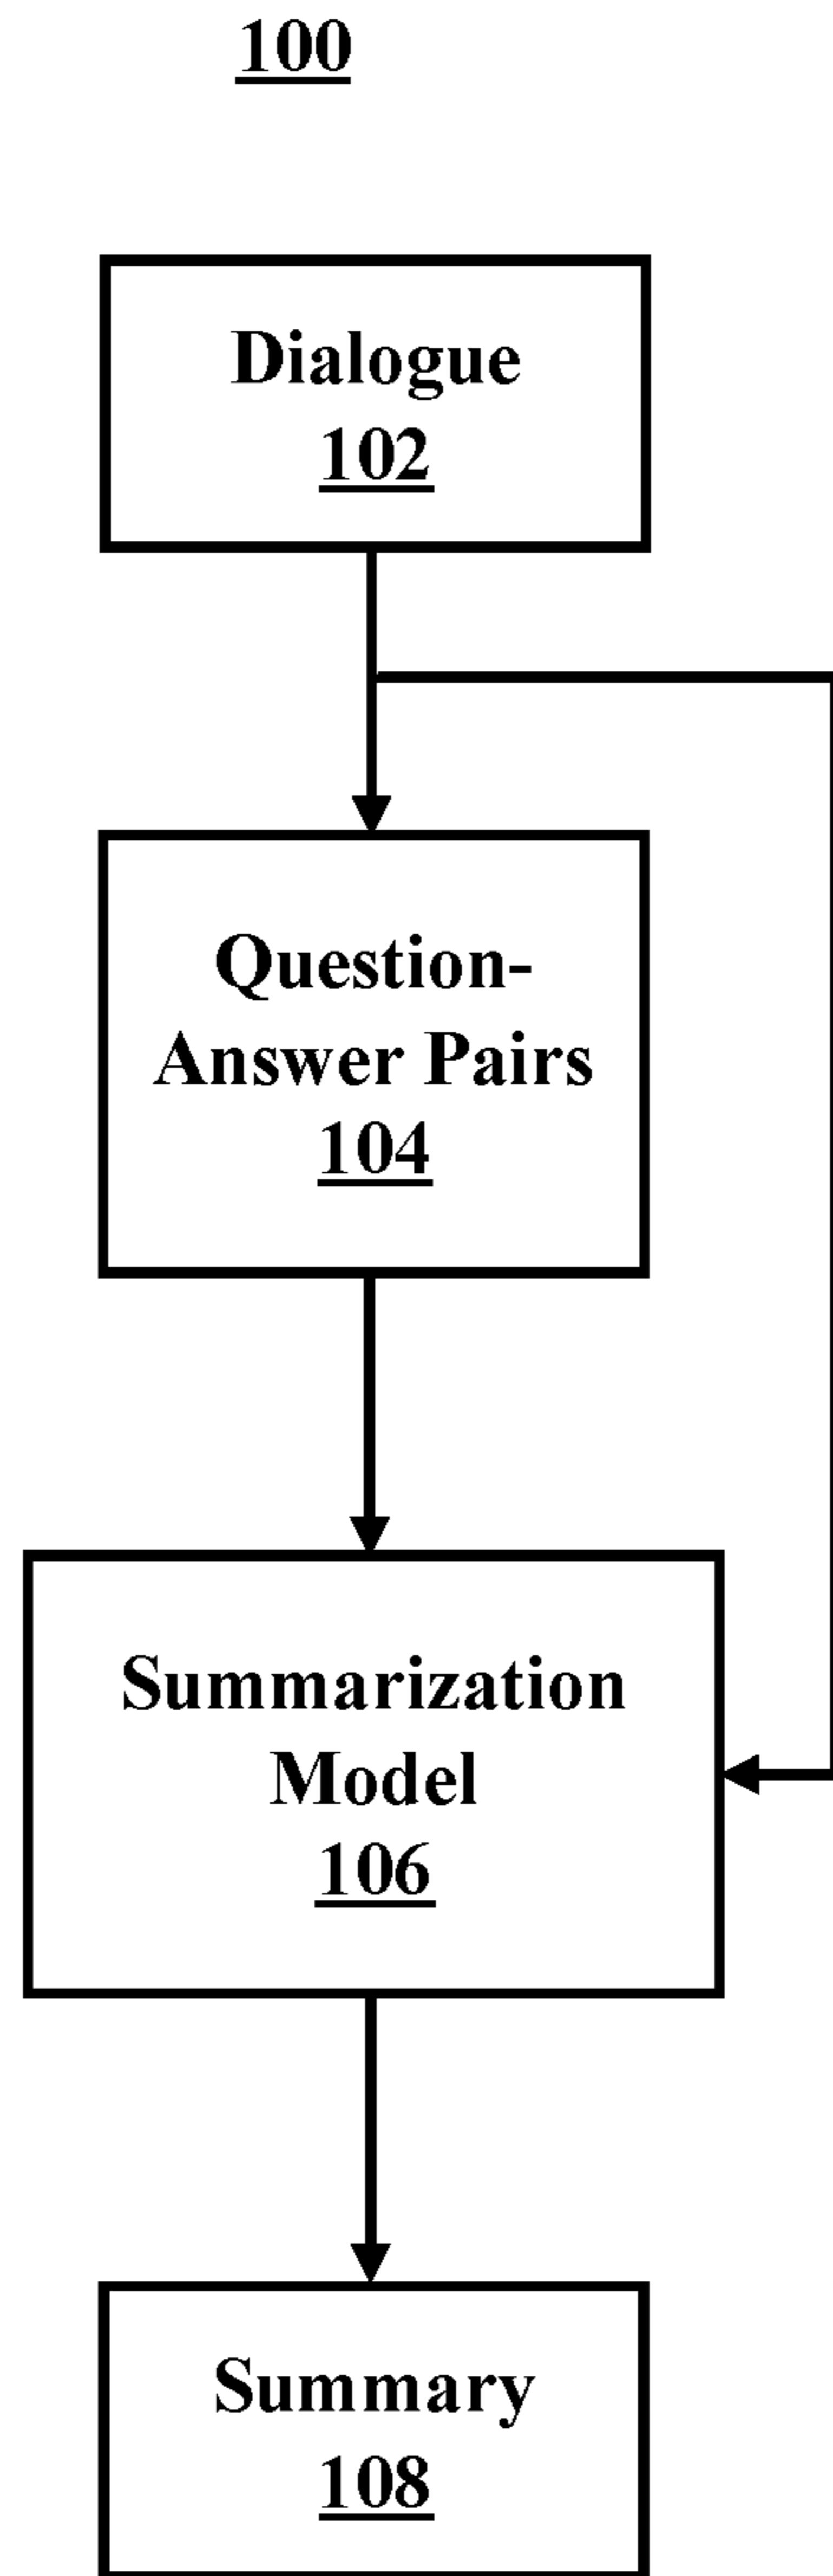 100
Dialogue
102
Question-
Answer Pairs
104
Summarization
Model
106
Summary
108